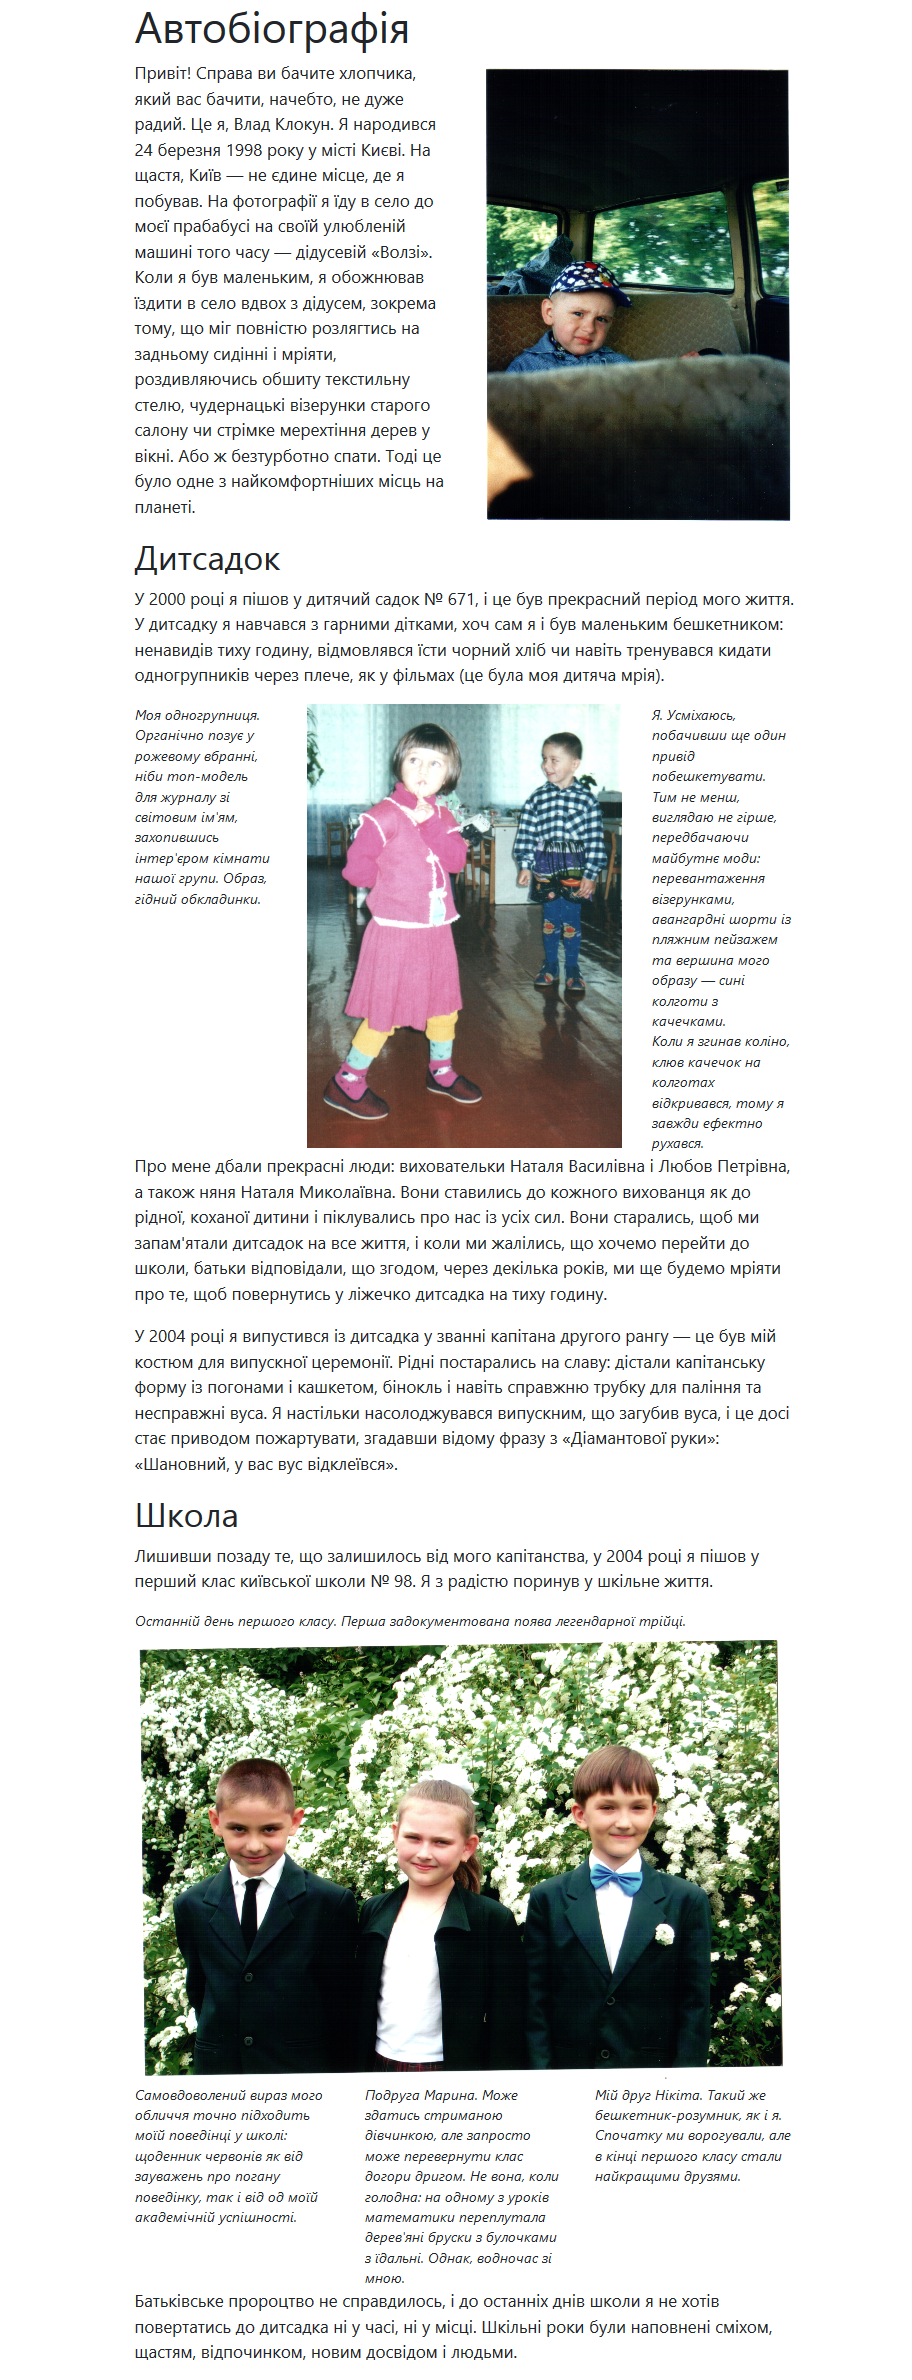 Автобіографія
Привіт! Справа ви бачите хлопчика,
який вас бачити, начебто, не дуже
радий. Це я, Влад Клокун. Я народився
24 березня 1998 року у місті Києві. На
щастя, Київ — не єдине місце, де я
побував. На фотографії я їду в село до
моєї прабабусі на своїй улюбленій
машині того часу — дідусевій «Волзі».
Коли я був маленьким, я обожнював
їздити в село вдвох з дідусем, зокрема
тому, що міг повністю розлягтись на
задньому сидінні і мріяти,
роздивляючись обшиту текстильну
стелю, чудернацькі візерунки старого
салону чи стрімке мерехтіння дерев у
вікні. Або ж безтурботно спати. Тоді це
було одне з найкомфортніших місць на
планеті.
Дитсадок
У 2000 році я пішов у дитячий садок № 671, і це був прекрасний період мого життя.
У дитсадку я навчався з гарними дітками, хоч сам я і був маленьким бешкетником:
ненавидів тиху годину, відмовлявся їсти чорний хліб чи навіть тренувався кидати
одногрупників через плече, як у фільмах (це була моя дитяча мрія).
Моя одногрупниця.
Органічно позує у
рожевому вбранні,
ніби топ-модель
для журналу зі
світовим ім'ям,
захопившись
інтер'єром кімнати
нашої групи. Образ,
гідний обкладинки.
Я. Усміхаюсь,
побачивши ще один
привід
побешкетувати.
Тим не менш,
виглядаю не гірше,
передбачаючи
майбутнє моди:
перевантаження
візерунками,
авангардні шорти із
пляжним пейзажем
та вершина мого
образу — сині
колготи з
качечками.
Коли я згинав коліно,
клюв качечок на
колготах
відкривався, тому я
завжди ефектно
рухався.
Про мене дбали прекрасні люди: виховательки Наталя Василівна і Любов Петрівна,
а також няня Наталя Миколаївна. Вони ставились до кожного вихованця як до
рідної, коханої дитини і піклувались про нас із усіх сил. Вони старались, щоб ми
запам'ятали дитсадок на все життя, і коли ми жалілись, що хочемо перейти до
школи, батьки відповідали, що згодом, через декілька років, ми ще будемо мріяти
про те, щоб повернутись у ліжечко дитсадка на тиху годину.
У 2004 році я випустився із дитсадка у званні капітана другого рангу — це був мій
костюм для випускної церемонії. Рідні постарались на славу: дістали капітанську
форму із погонами і кашкетом, бінокль і навіть справжню трубку для паління та
несправжні вуса. Я настільки насолоджувався випускним, що загубив вуса, і це досі
стає приводом пожартувати, згадавши відому фразу з «Діамантової руки»:
«Шановний, у вас вус відклеївся».
Школа
Лишивши позаду те, що залишилось від мого капітанства, у 2004 році я пішов у
перший клас київської школи № 98. Я з радістю поринув у шкільне життя.
Останній день першого класу. Перша задокументована поява легендарної трійці.
Самовдоволений вираз мого
обличчя точно підходить
моїй поведінці у школі:
щоденник червонів як від
зауважень про погану
поведінку, так і від од моїй
академічній успішності.
Подруга Марина. Може
здатись стриманою
дівчинкою, але запросто
може перевернути клас
догори дригом. Не вона, коли
голодна: на одному з уроків
математики переплутала
дерев'яні бруски з булочками
з їдальні. Однак, водночас зі
мною.
Мій друг Нікіта. Такий же
бешкетник-розумник, як і я.
Спочатку ми ворогували, але
в кінці першого класу стали
найкращими друзями.
Батьківське пророцтво не справдилось, і до останніх днів школи я не хотів
повертатись до дитсадка ні у часі, ні у місці. Шкільні роки були наповнені сміхом,
щастям, відпочинком, новим досвідом і людьми.